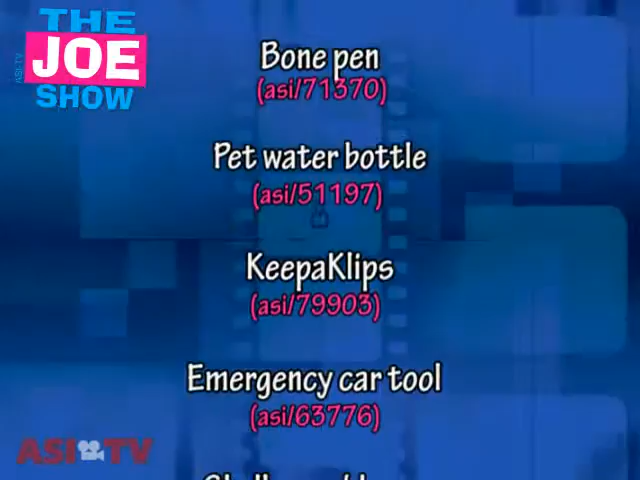 THE
JOE
SHOW
ASI-TV
Bone pen
(asi/71370)
Pet water bottle
(asi/51197)
KeepaKlips
(asi/79903)
Emergency car tool
(asi/63776)
ASI TV